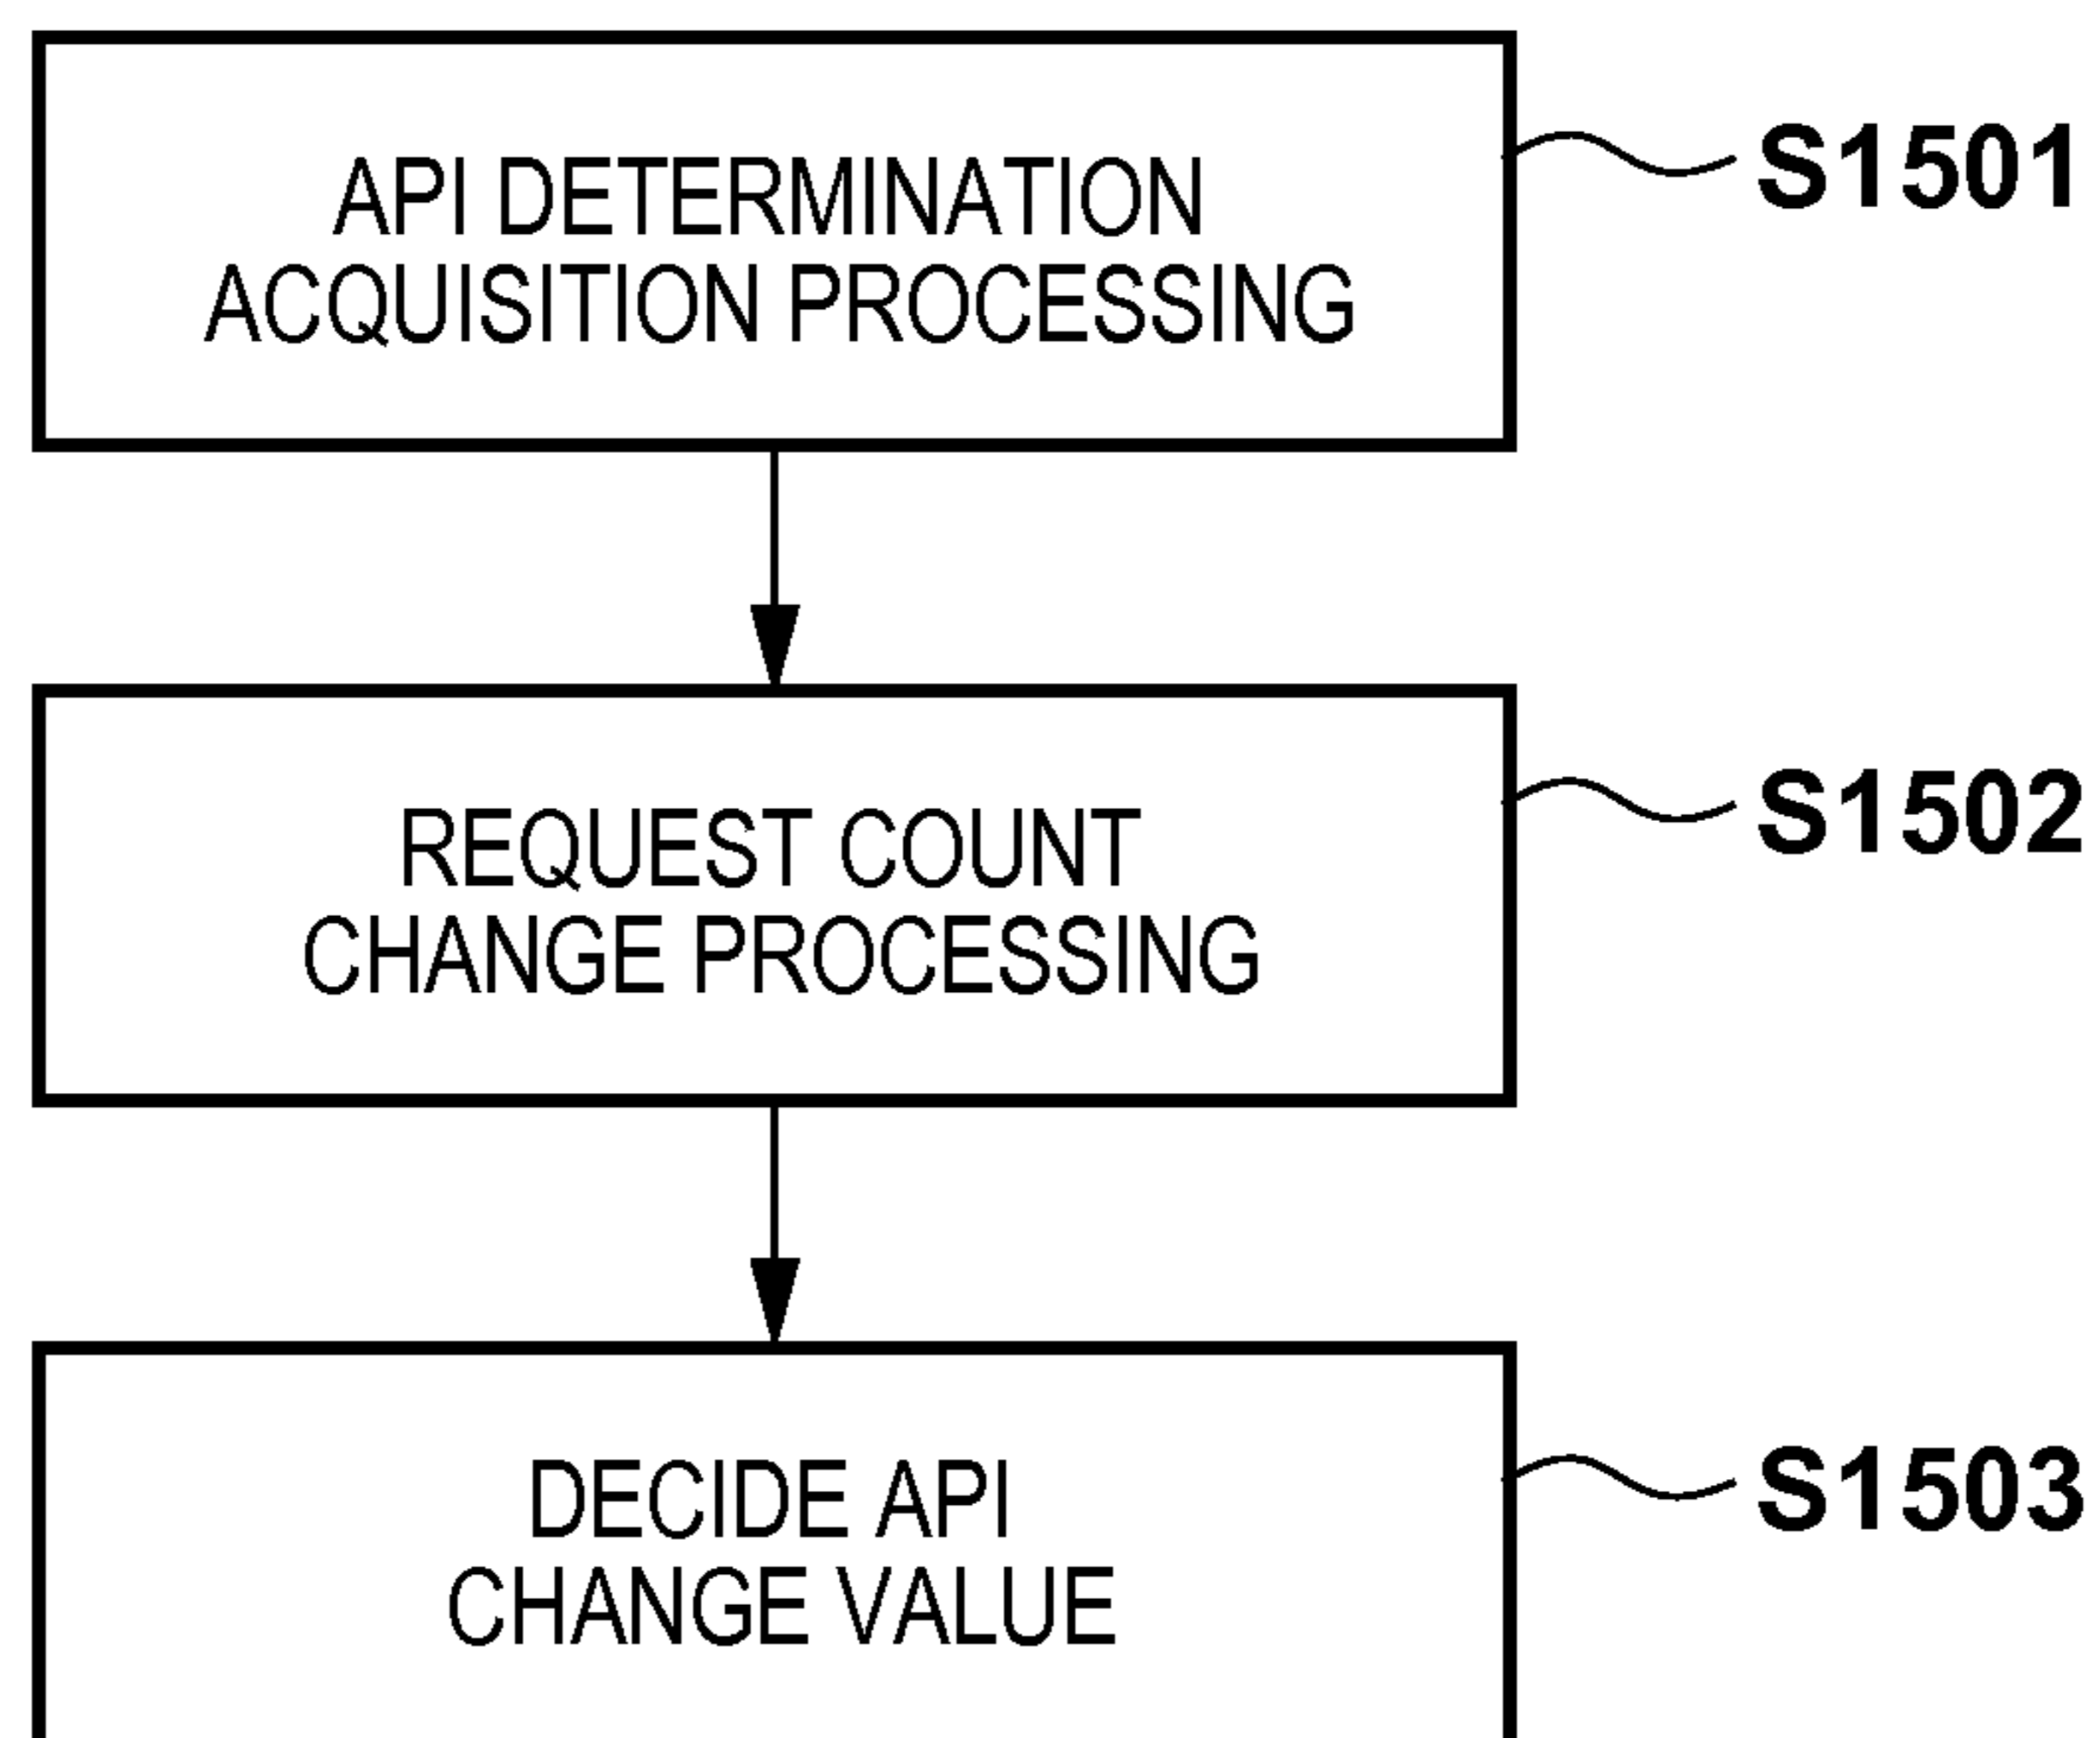 API DETERMINATION
ACQUISITION PROCESSING
S1501
REQUEST COUNT
CHANGE PROCESSING
S1502
DECIDE API
CHANGE VALUE
S1503